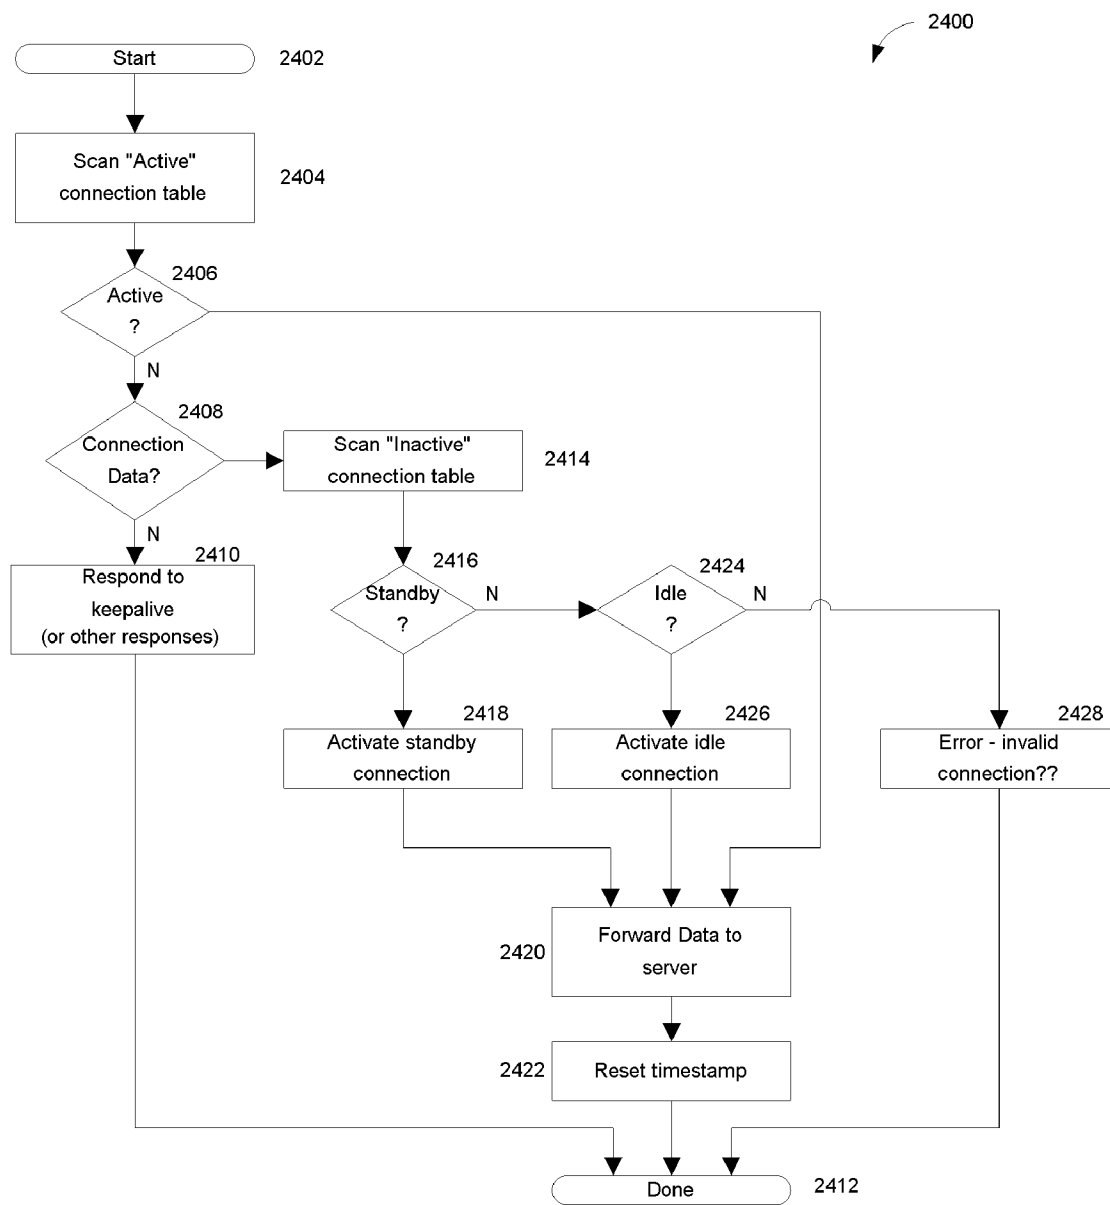 2400
Start
2402
Scan "Active"
connection table
2404
2406
Active
?
N
2408
Connection
Data?
N
Scan "Inactive"
connection table
2414
2410
Respond to
keepalive
(or other responses)
2416
Standby
?
N
2424
Idle
?
N
2418
Activate standby
connection
2426
Activate idle
connection
2428
Error - invalid
connection??
2420
Forward Data to
server
2422
Reset timestamp
Done
2412